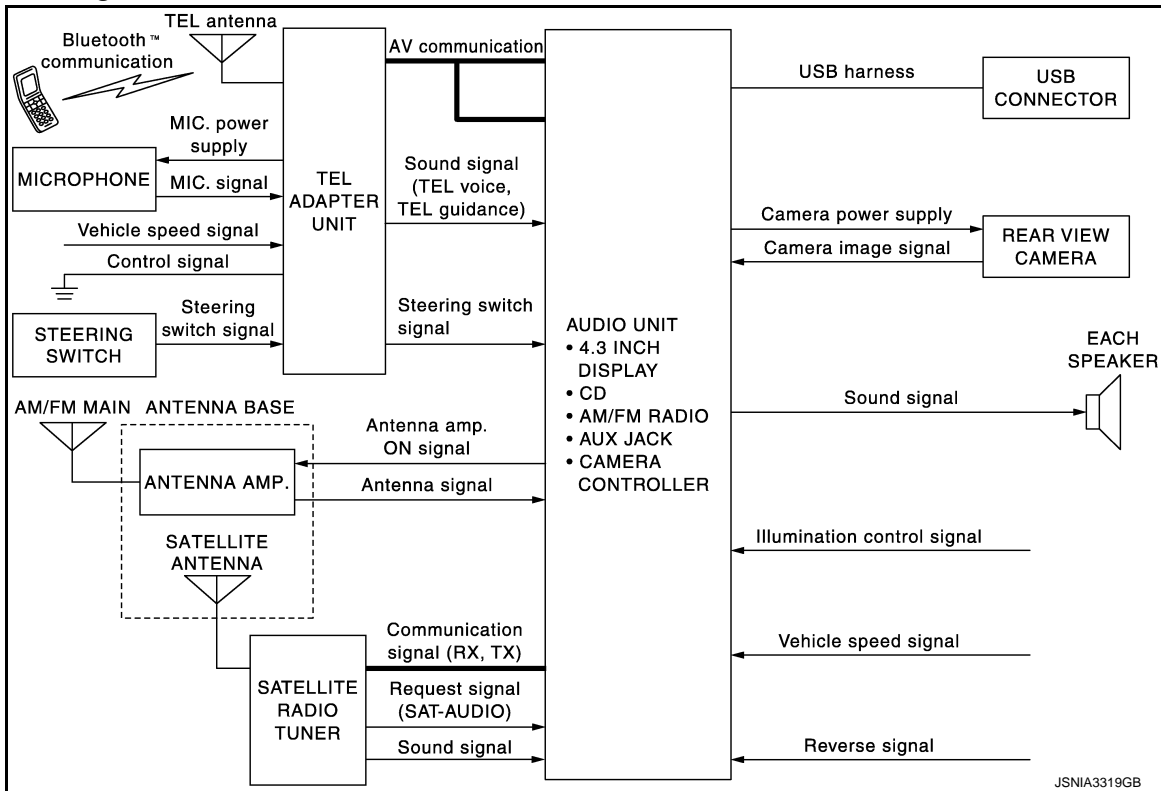 TEL antenna
Bluetooth™
communication
AV communication
MIC. power
supply
MICROPHONE
MIC. signal
TEL
ADAPTER
UNIT
Sound signal
(TEL voice,
TEL guidance)
Vehicle speed signal
Control signal
STEERING
SWITCH
Steering
switch signal
Steering switch
signal
USB harness
USB
CONNECTOR
Camera power supply
Camera image signal
REAR VIEW
CAMERA
AUDIO UNIT
• 4.3 INCH
DISPLAY
• CD
• AM/FM RADIO
• AUX JACK
• CAMERA
CONTROLLER
EACH
SPEAKER
Sound signal
AM/FM MAIN
ANTENNA BASE
Antenna amp.
ON signal
ANTENNA AMP.
Antenna signal
SATELLITE
ANTENNA
Illumination control signal
Communication
signal (RX, TX)
Vehicle speed signal
SATELLITE
RADIO
TUNER
Request signal
(SAT-AUDIO)
Sound signal
Reverse signal
JSNIA3319GB